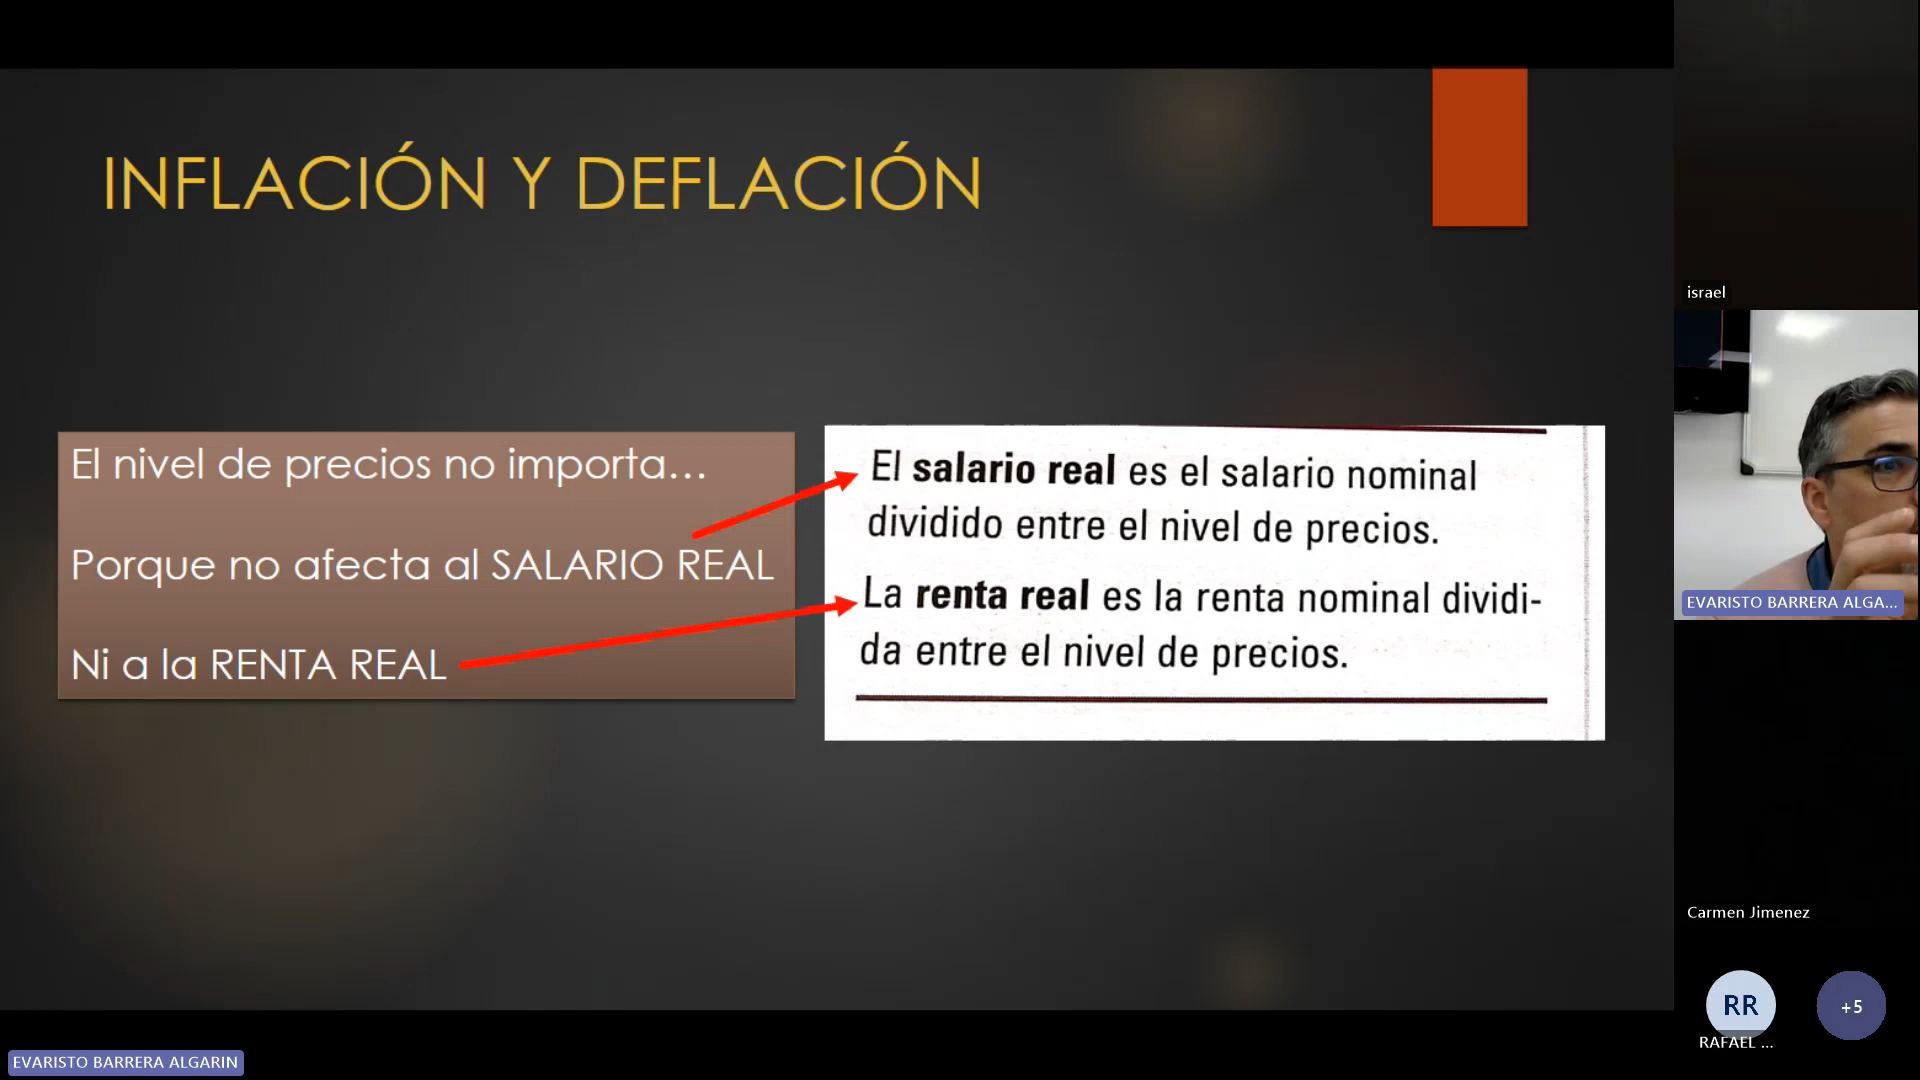 INFLACIÓN Y DEFLACIÓN
El nivel de precios no importa...
Porque no afecta al SALARIO REAL
Ni a la RENTA REAL
El salario real es el salario nominal
dividido entre el nivel de precios.
La renta real es la renta nominal dividi-
da entre el nivel de precios.
israel
EVARISTO BARRERA ALGA...
Carmen Jimenez
RR
RAFAEL ...
+5
EVARISTO BARRERA ALGARIN